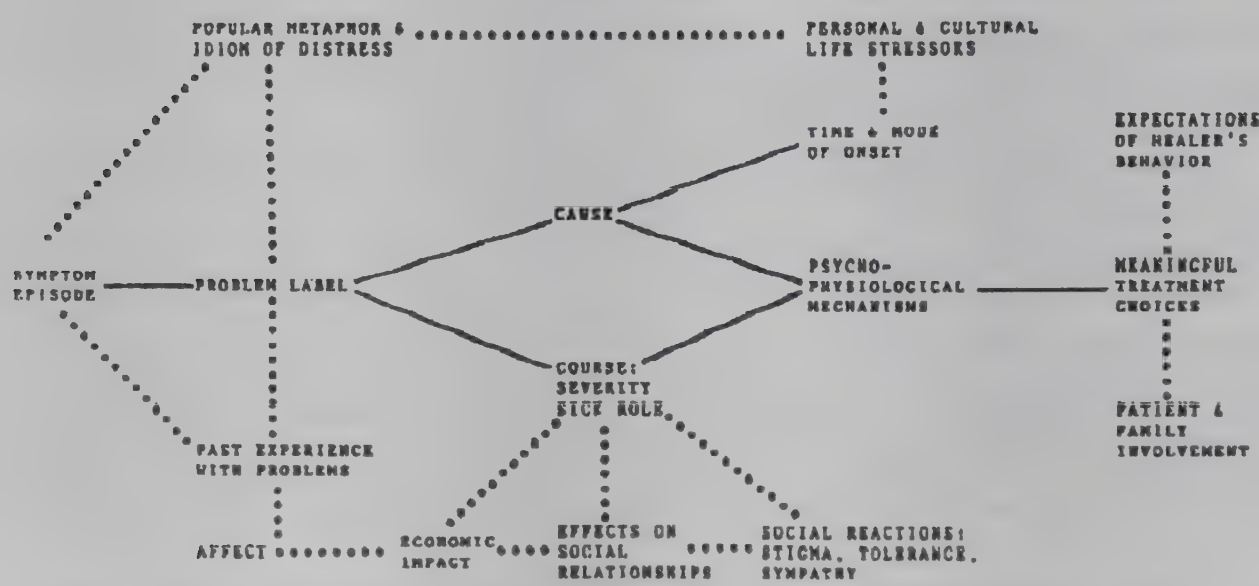 POPULAR METAPHOR &
IDIOM OF DISTRESS
PERSONAL & CULTURAL
LIFE STRESSORS
TIME & MODE
OF ONSET
EXPECTATIONS
OF HEALER'S
BEHAVIOR
CAUSE
SYMPTOM
EPISODE
PROBLEM LABEL
PSYCHO-
PHYSIOLOGICAL
MECHANISMS
MEANINGFUL
TREATMENT
CHOICES
COURSE:
SEVERITY
SICK ROLE
PATIENT &
FAMILY
INVOLVEMENT
PAST EXPERIENCE
WITH PROBLEMS
AFFECT
ECONOMIC
IMPACT
EFFECTS ON
SOCIAL
RELATIONSHIPS
SOCIAL REACTIONS:
STIGMA, TOLERANCE,
SYMPATHY